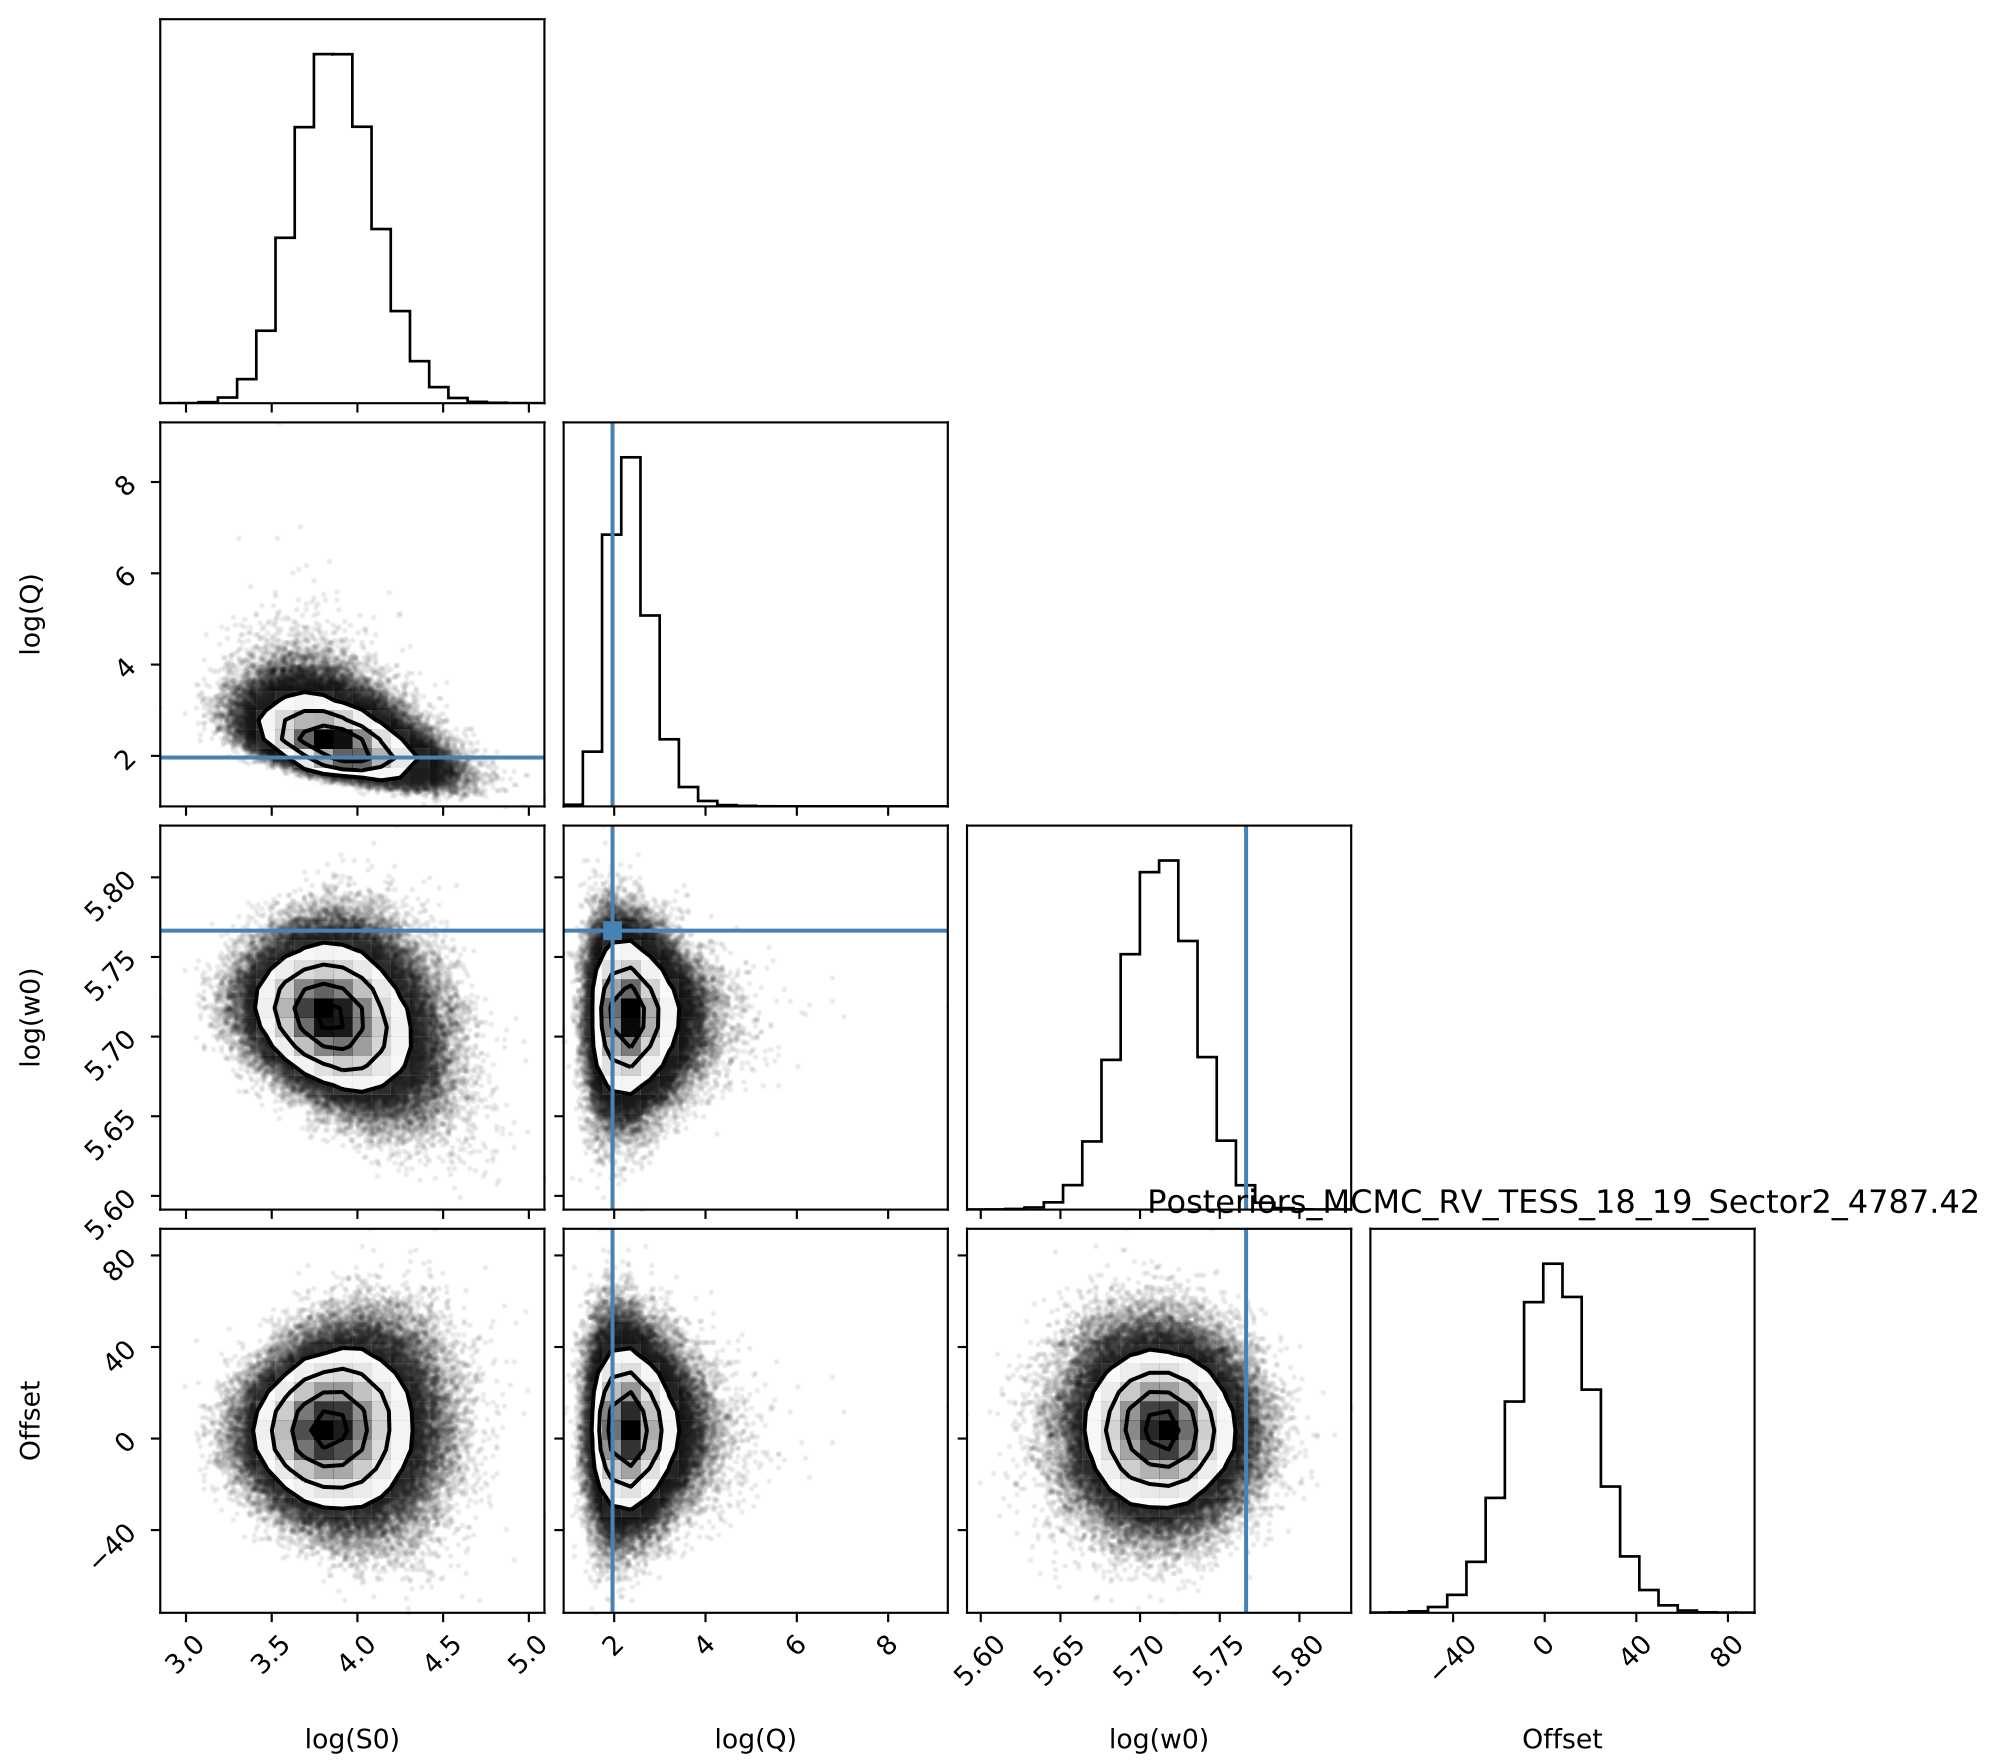 log(Q)
8
6
4
2
log(w0)
5.80
5.75
5.70
5.65
5.60
Posteriors_MCMC_RV_TESS_18_19_Sector2_4787.42
Offset
80
40
0
−40
3.0 3.5 4.0 4.5 5.0
2 4 6 8
5.60 5.65 5.70 5.75 5.80
−40 0 40 80
log(S0)
log(Q)
log(w0)
Offset